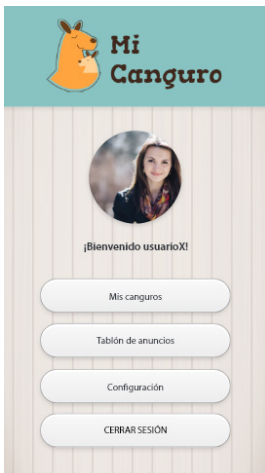 Mi
Canguro
¡Bienvenido usuarioX!
Mis canguros
Tablón de anuncios
Configuración
CERRAR SESIÓN